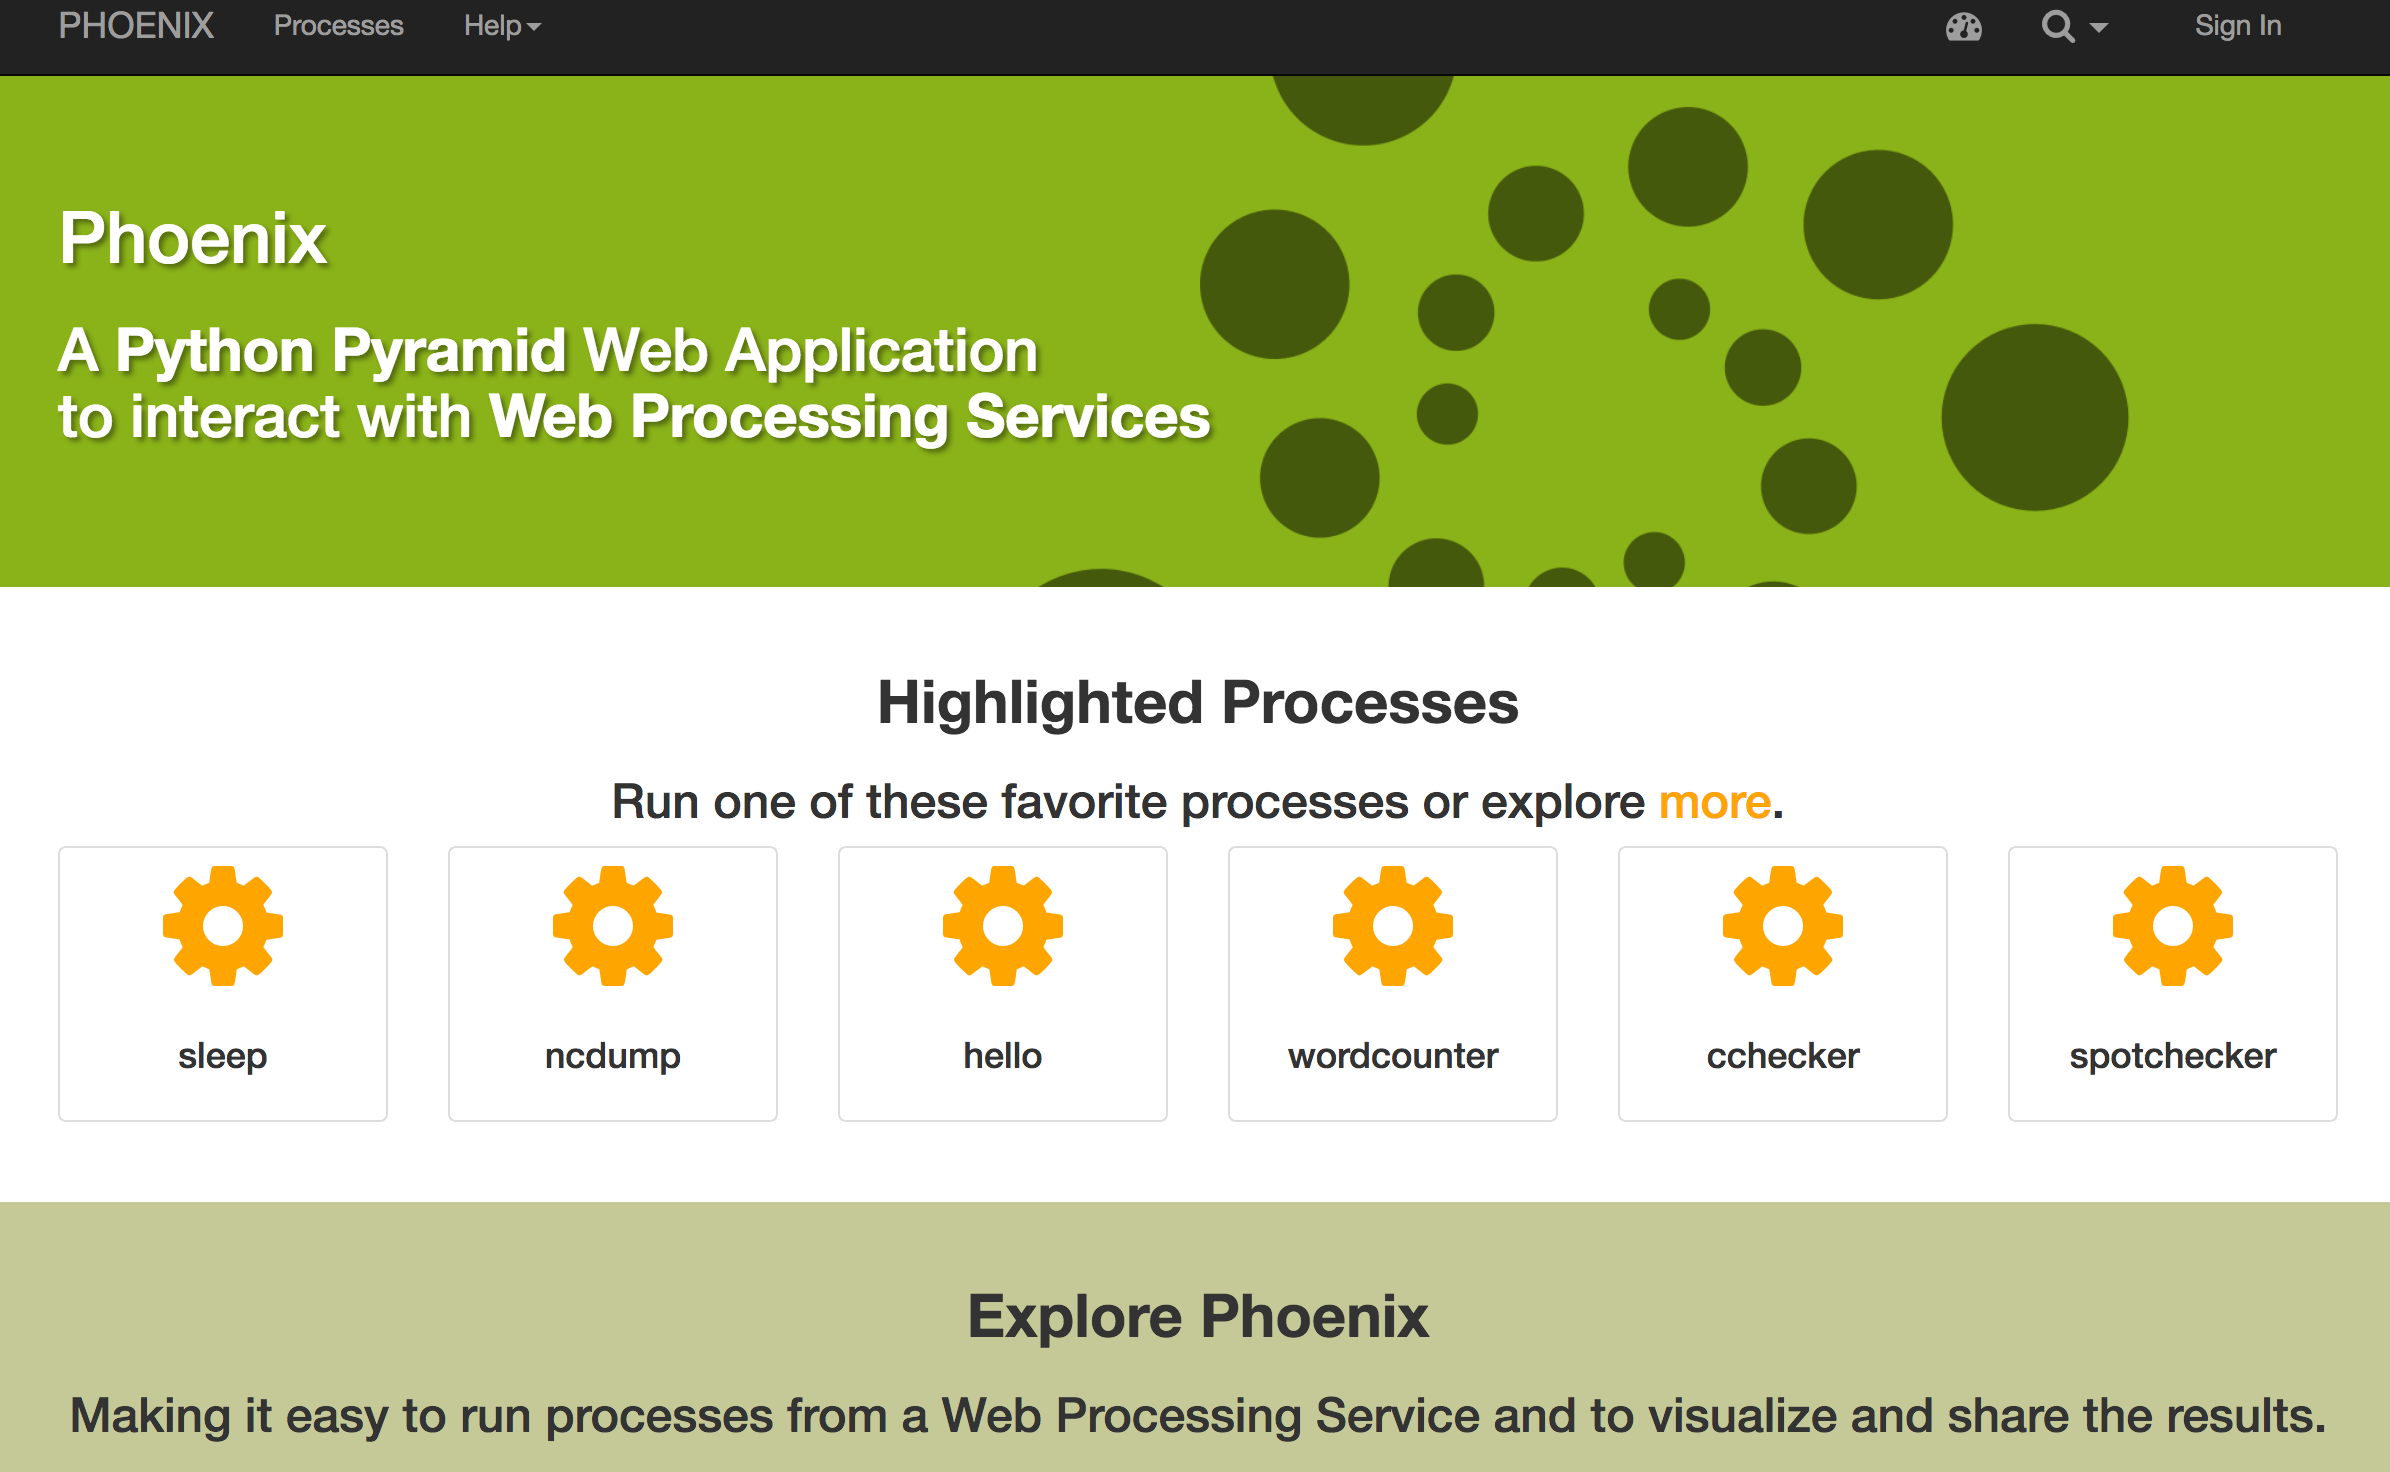 PHOENIX Processes Help Sign In
Phoenix
A Python Pyramid Web Application
to interact with Web Processing Services
Highlighted Processes
Run one of these favorite processes or explore more.
sleep ncdump hello wordcounter cchecker spotchecker
Explore Phoenix
Making it easy to run processes from a Web Processing Service and to visualize and share the results.